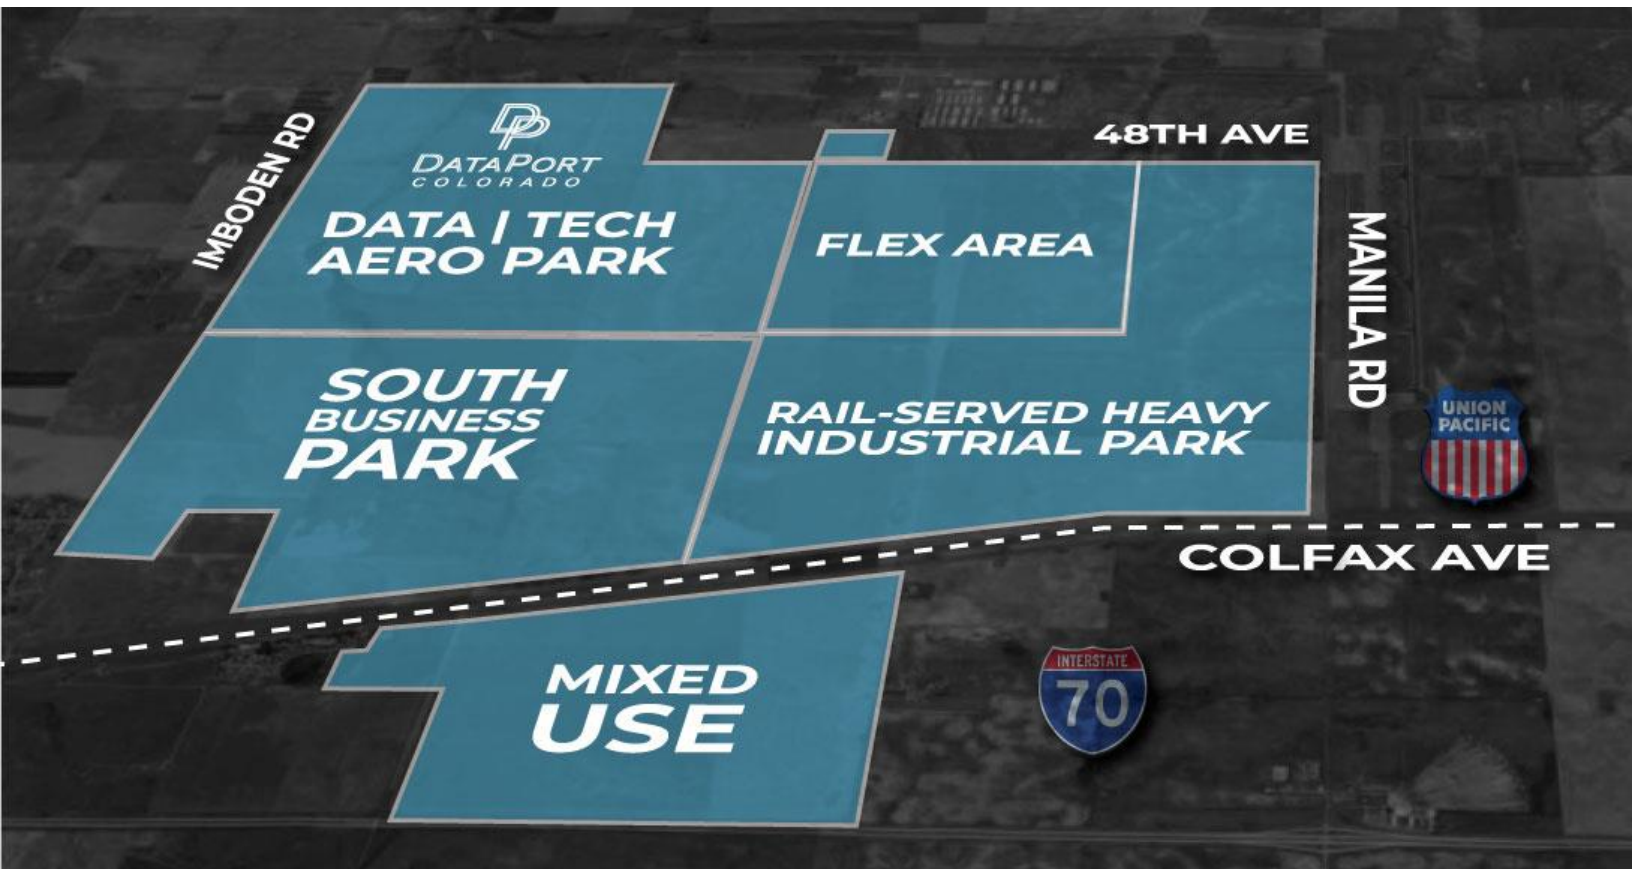 IMBODEN RD
DP
DATAPORT
COLORADO
DATA | TECH
AERO PARK
48TH AVE
FLEX AREA
MANILA RD
SOUTH
BUSINESS
PARK
RAIL-SERVED HEAVY
INDUSTRIAL PARK
UNION
PACIFIC
COLFAX AVE
MIXED
USE
INTERSTATE
70